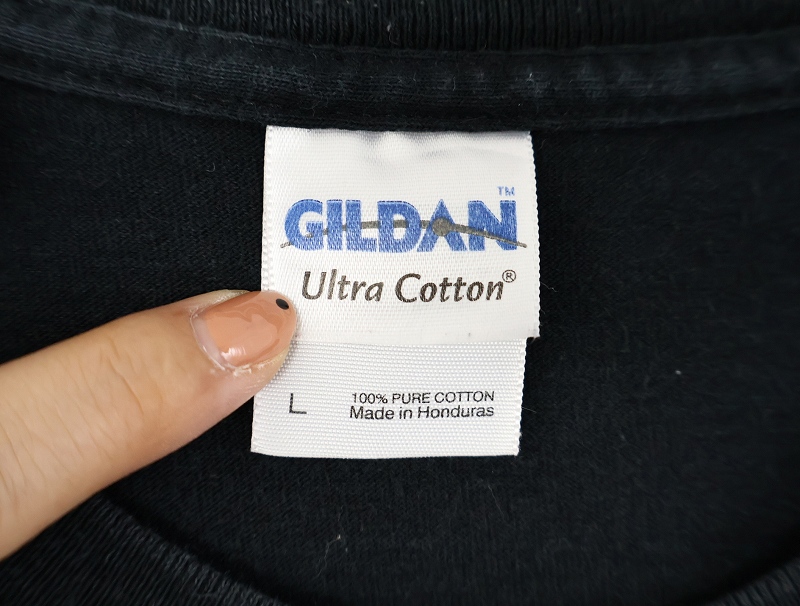 GILDAN™
Ultra Cotton®
L
100% PURE COTTON
Made in Honduras